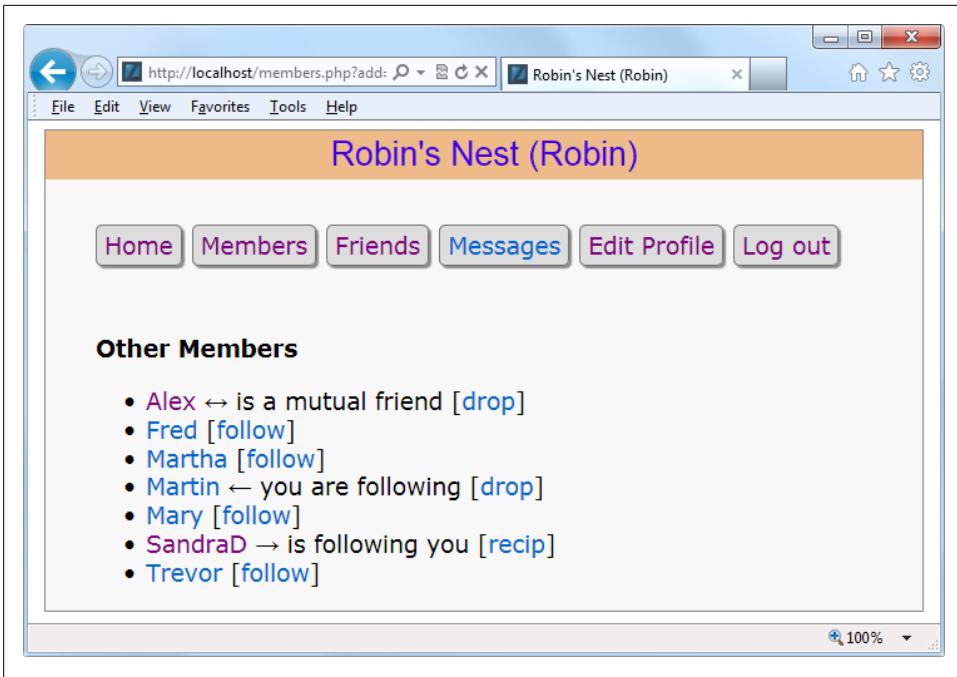 http://localhost/members.php?add:
Robin's Nest (Robin)
File Edit View Favorites Tools Help
Robin's Nest (Robin)
Home Members Friends Messages Edit Profile Log out
Other Members
• Alex ↔ is a mutual friend [drop]
• Fred [follow]
• Martha [follow]
• Martin ← you are following [drop]
• Mary [follow]
• SandraD → is following you [recip]
• Trevor [follow]
100%